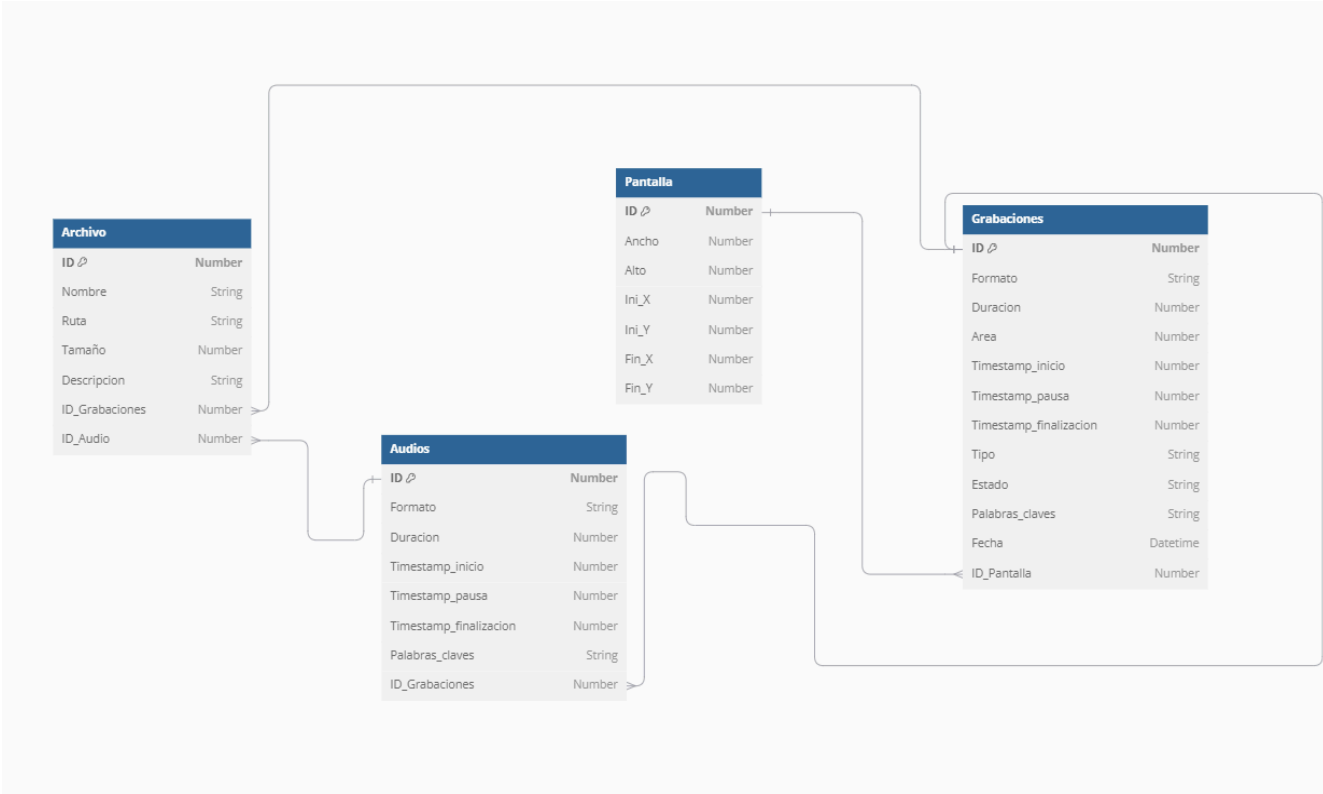 Archivo
ID Number
Nombre String
Ruta String
Tamaño Number
Descripcion String
ID_Grabaciones Number
ID_Audio Number
Audios
ID Number
Formato String
Duracion Number
Timestamp_inicio Number
Timestamp_pausa Number
Timestamp_finalizacion Number
Palabras_claves String
ID_Grabaciones Number
Pantalla
ID Number
Ancho Number
Alto Number
Ini_X Number
Ini_Y Number
Fin_X Number
Fin_Y Number
Grabaciones
ID Number
Formato String
Duracion Number
Area Number
Timestamp_inicio Number
Timestamp_pausa Number
Timestamp_finalizacion Number
Tipo String
Estado String
Palabras_claves String
Fecha Datetime
ID_Pantalla Number